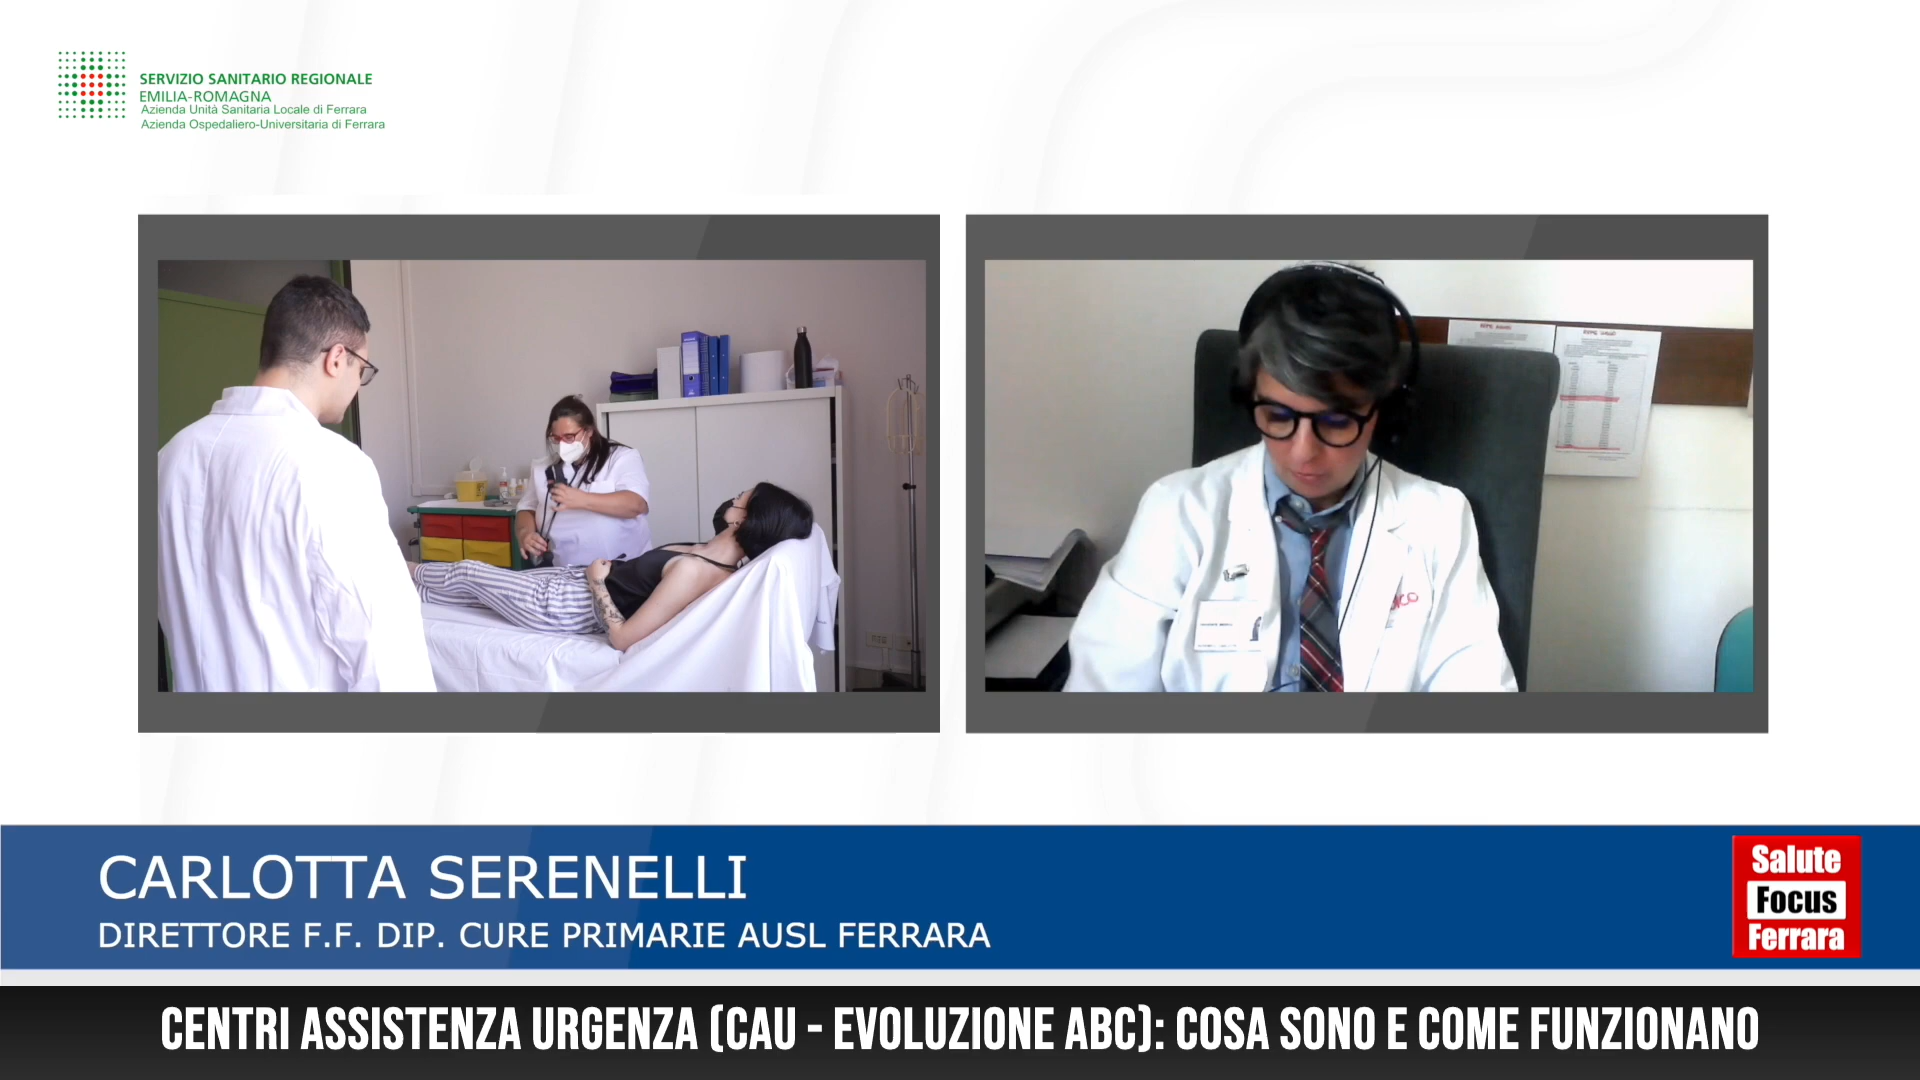 SERVIZIO SANITARIO REGIONALE
EMILIA-ROMAGNA
Azienda Unità Sanitaria Locale di Ferrara
Azienda Ospedaliero-Universitaria di Ferrara
CARLOTTA SERENELLI
DIRETTORE F.F. DIP. CURE PRIMARIE AUSL FERRARA
Salute
Focus
Ferrara
CENTRI ASSISTENZA URGENZA (CAU - EVOLUZIONE ABC): COSA SONO E COME FUNZIONANO